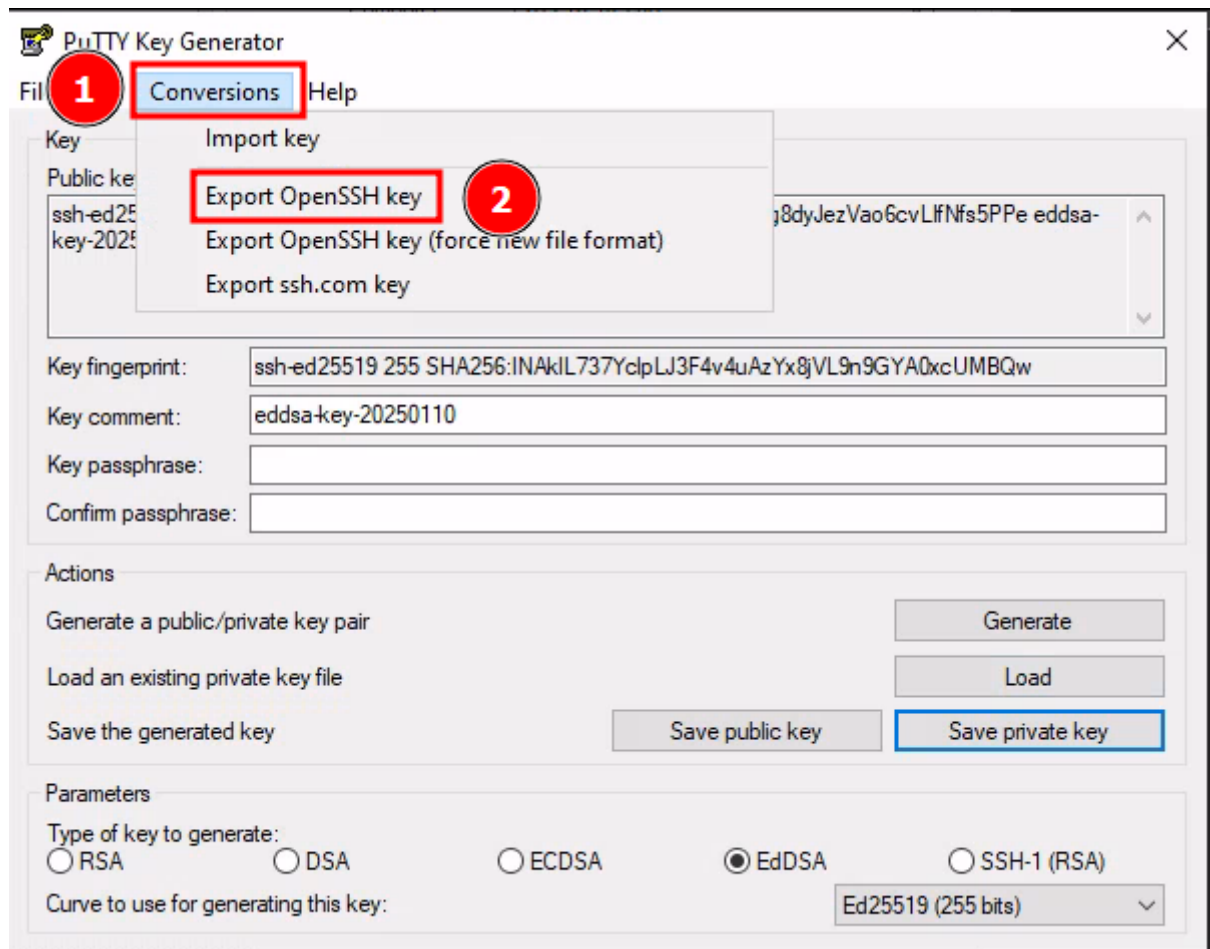 PuTTY Key Generator
Fil 1 Conversions Help
Key
Import key
Public ke
Export OpenSSH key 2
ssh-ed25 g8dyJezVao6cvLlfNfs5PPe eddsa-
key-2025
Export OpenSSH key (force new file format)
Export ssh.com key
Key fingerprint: ssh-ed25519 255 SHA256:INAkIL737YclpLJ3F4v4uAzYx8jVL9n9GYA0xcUMBQw
Key comment: eddsa-key-20250110
Key passphrase:
Confirm passphrase:
Actions
Generate a public/private key pair Generate
Load an existing private key file Load
Save the generated key Save public key Save private key
Parameters
Type of key to generate:
RSA DSA ECDSA EdDSA SSH-1 (RSA)
Curve to use for generating this key: Ed25519 (255 bits)